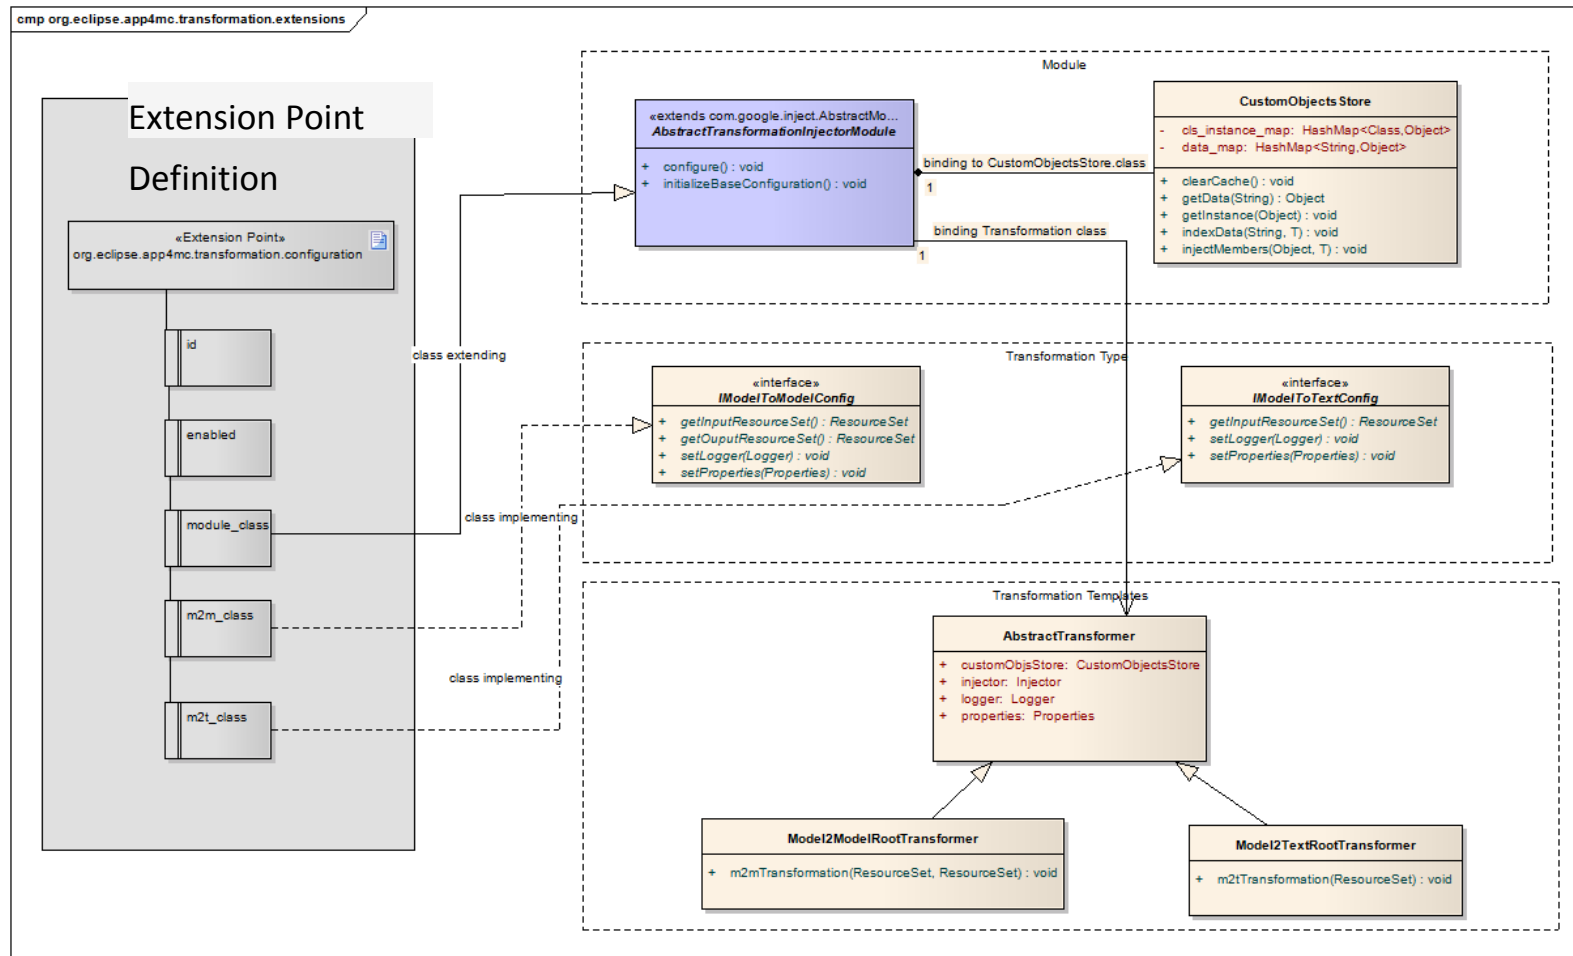 cmp org.eclipse.app4mc.transformation.extensions
Extension Point
Definition
«Extension Point»
org.eclipse.app4mc.transformation.configuration
id
enabled
module_class
m2m_class
m2t_class
class extending
class implementing
class implementing
Module
«extends com.google.inject.AbstractMo...
AbstractTransformationInjectorModule
+ configure() : void
+ initializeBaseConfiguration() : void
binding to CustomObjectsStore.class
1
binding Transformation class
1
CustomObjectsStore
- cls_instance_map: HashMap<Class,Object>
- data_map: HashMap<String,Object>
+ clearCache() : void
+ getData(String) : Object
+ getInstance(Object) : void
+ indexData(String, T) : void
+ injectMembers(Object, T) : void
Transformation Type
«interface»
IModelToModelConfig
+ getInputResourceSet() : ResourceSet
+ getOuputResourceSet() : ResourceSet
+ setLogger(Logger) : void
+ setProperties(Properties) : void
«interface»
IModelToTextConfig
+ getInputResourceSet() : ResourceSet
+ setLogger(Logger) : void
+ setProperties(Properties) : void
Transformation Templates
AbstractTransformer
+ customObjsStore: CustomObjectsStore
+ injector: Injector
+ logger: Logger
+ properties: Properties
Model2ModelRootTransformer
+ m2mTransformation(ResourceSet, ResourceSet) : void
Model2TextRootTransformer
+ m2tTransformation(ResourceSet) : void